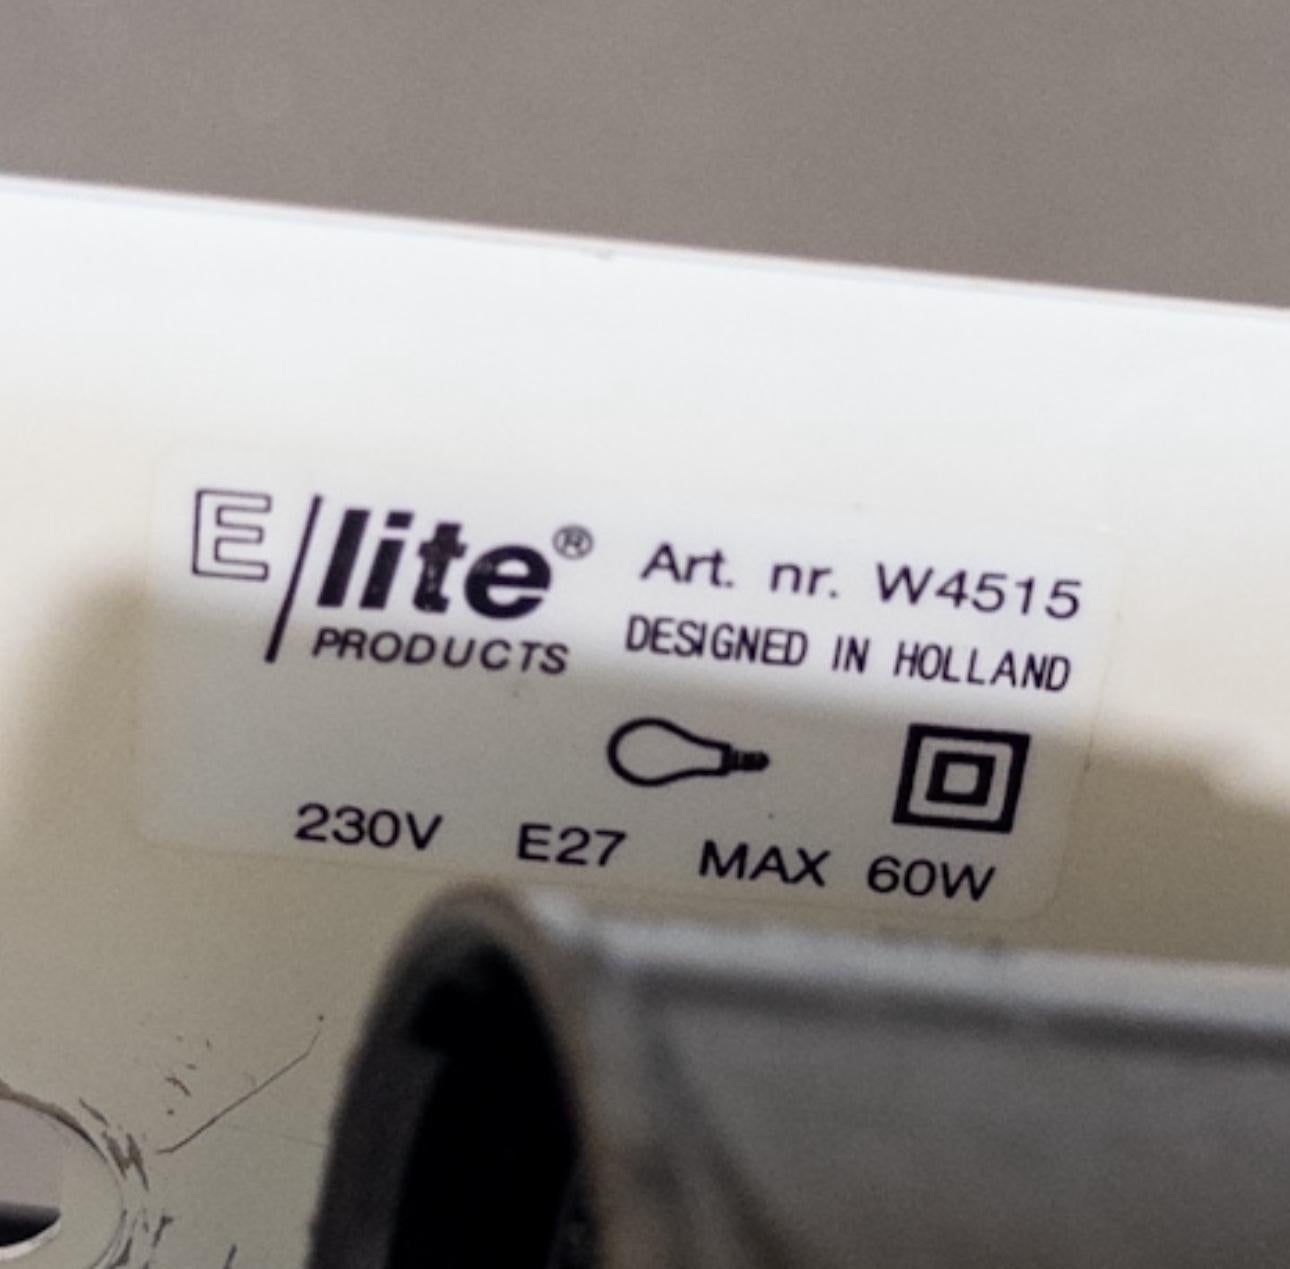 E/lite® Art. nr. W4515
PRODUCTS DESIGNED IN HOLLAND
230V E27 MAX 60W